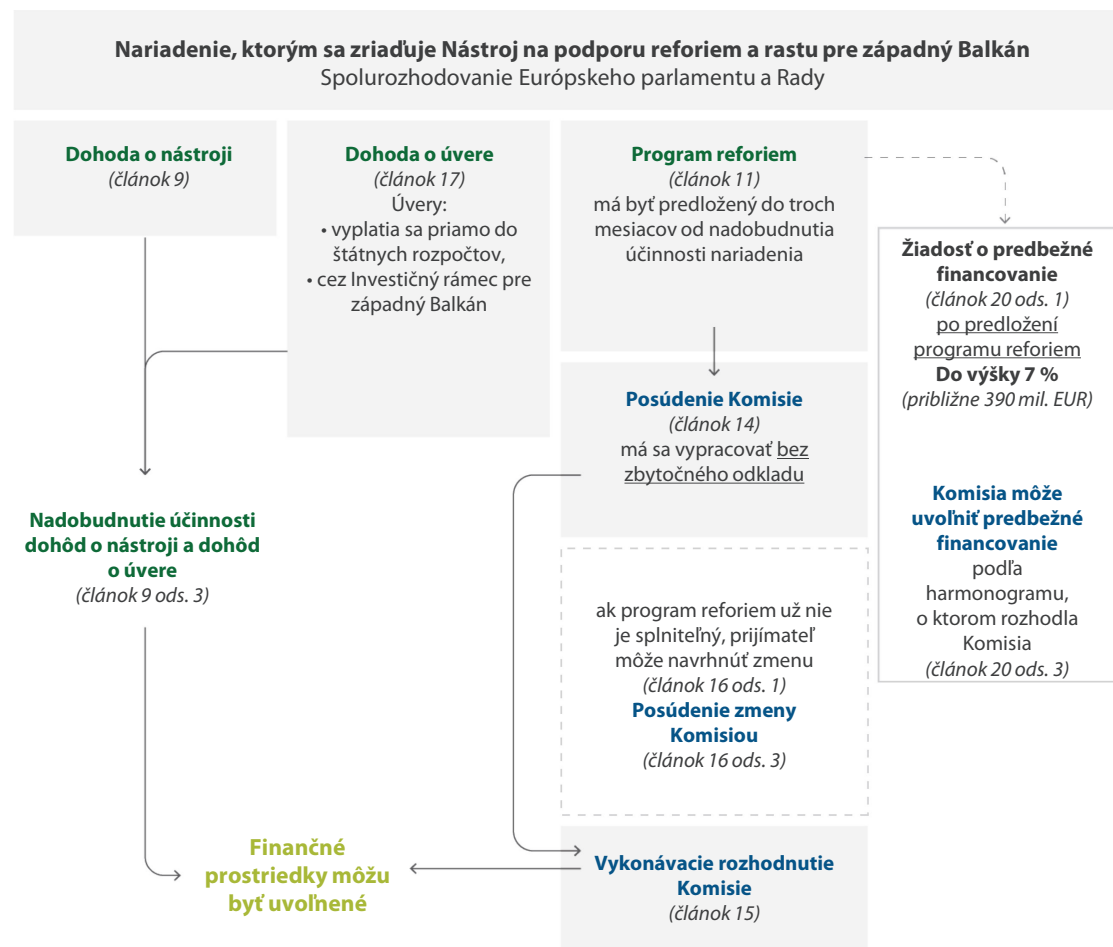 Nariadenie, ktorým sa zriaďuje Nástroj na podporu reforiem a rastu pre západný Balkán
Spolurozhodovanie Európskeho parlamentu a Rady
Dohoda o nástroji
(článok 9)
Dohoda o úvere
(článok 17)
Úvery:
• vyplatia sa priamo do
štátnych rozpočtov,
• cez Investičný rámec pre
západný Balkán
Program reforiem
(článok 11)
má byť predložený do troch
mesiacov od nadobudnutia
účinnosti nariadenia
Žiadosť o predbežné
financovanie
(článok 20 ods. 1)
po predložení
programu reforiem
Do výšky 7 %
(približne 390 mil. EUR)
Komisia môže
uvoľniť predbežné
financovanie
podľa
harmonogramu,
o ktorom rozhodla
Komisia
(článok 20 ods. 3)
Posúdenie Komisie
(článok 14)
má sa vypracovať bez
zbytočného odkladu
Nadobudnutie účinnosti
dohôd o nástroji a dohôd
o úvere
(článok 9 ods. 3)
ak program reforiem už nie
je splniteľný, prijímateľ
môže navrhnúť zmenu
(článok 16 ods. 1)
Posúdenie zmeny
Komisiou
(článok 16 ods. 3)
Finančné
prostriedky môžu
byť uvoľnené
Vykonávacie rozhodnutie
Komisie
(článok 15)